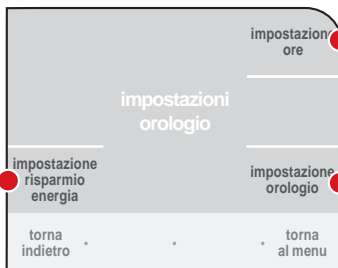 impostazione
ore
impostazioni
orologio
impostazione
risparmio
energia
impostazione
orologio
torna
indietro
torna
al menu